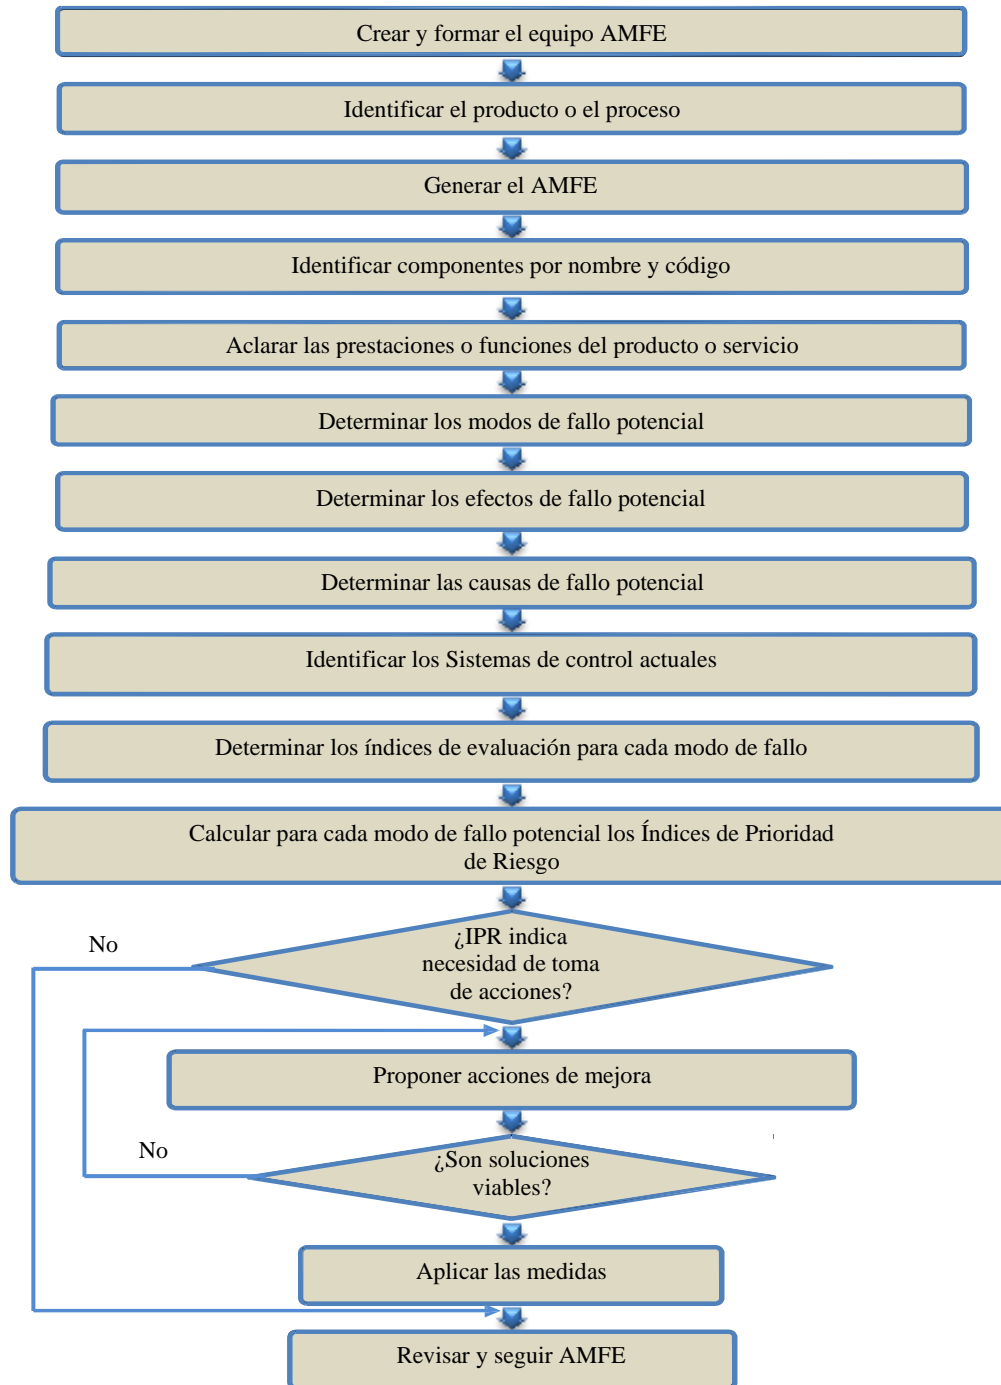 Crear y formar el equipo AMFE
Identificar el producto o el proceso
Generar el AMFE
Identificar componentes por nombre y código
Aclarar las prestaciones o funciones del producto o servicio
Determinar los modos de fallo potencial
Determinar los efectos de fallo potencial
Determinar las causas de fallo potencial
Identificar los Sistemas de control actuales
Determinar los índices de evaluación para cada modo de fallo
Calcular para cada modo de fallo potencial los Índices de Prioridad
de Riesgo
No
¿IPR indica
necesidad de toma
de acciones?
Proponer acciones de mejora
No
¿Son soluciones
viables?
Aplicar las medidas
Revisar y seguir AMFE